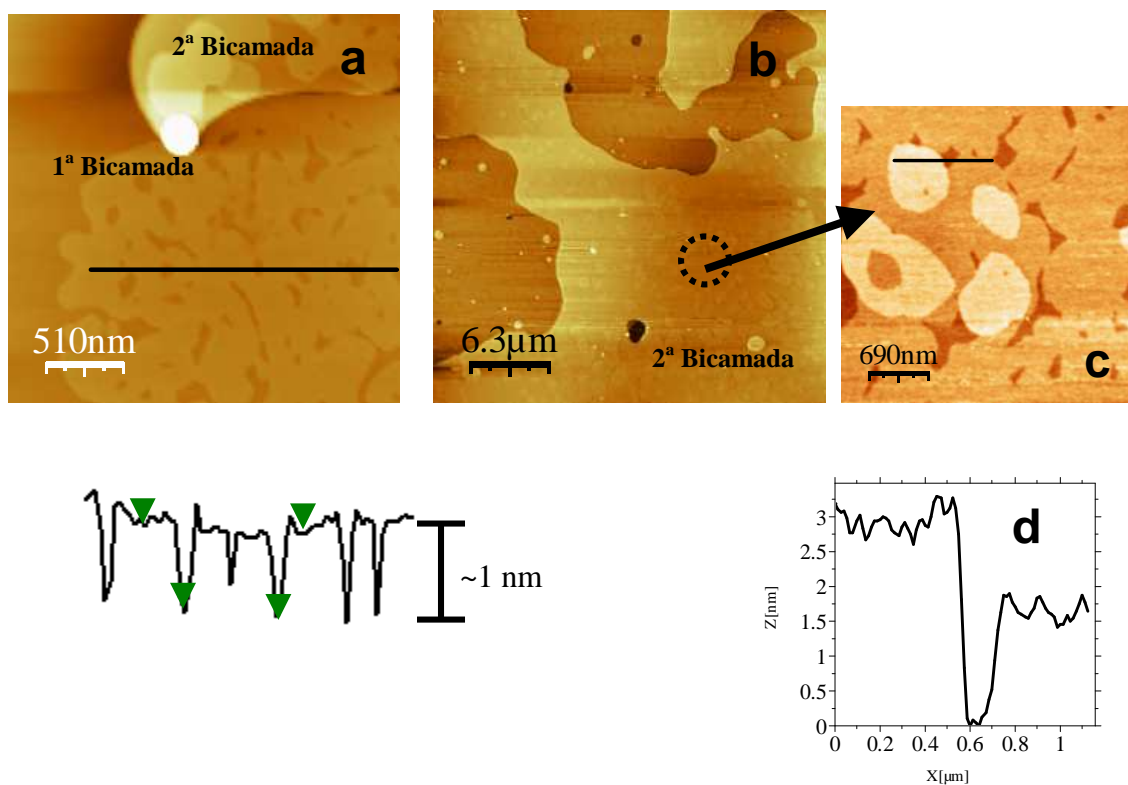 2ª Bicamada
a
1ª Bicamada
510nm
b
6.3µm
2ª Bicamada
c
690nm
~1 nm
d
Z[nm]
3
2.5
2
1.5
1
0.5
0
0 0.2 0.4 0.6 0.8 1
X[µm]